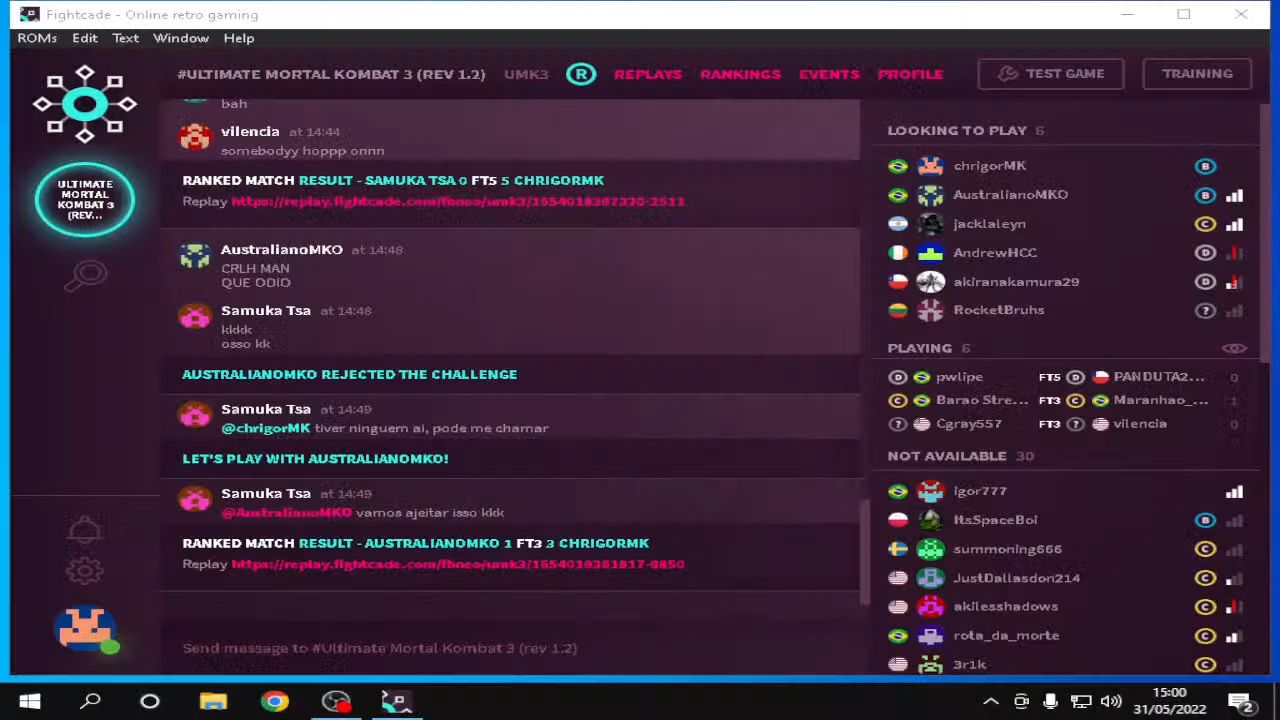 Fightcade - Online retro gaming
ROMs Edit Text Window Help
#ULTIMATE MORTAL KOMBAT 3 (REV 1.2) UMK3 R REPLAYS RANKINGS EVENTS PROFILE TEST GAME TRAINING
ULTIMATE
MORTAL
KOMBAT 3
(REV...
bah
vilencia at 14:44
somebodyy hoppp onnn
RANKED MATCH RESULT - SAMUKA TSA 0 FT5 5 CHRIGORMK
Replay
AustralianoMKO at 14:48
CRLH MAN
QUE ODIO
Samuka Tsa at 14:48
kkkk
osso kk
AUSTRALIANOMKO REJECTED THE CHALLENGE
Samuka Tsa at 14:49
@chrigorMK tiver ninguem ai, pode me chamar
LET'S PLAY WITH AUSTRALIANOMKO!
Samuka Tsa at 14:49
@AustralianoMKO vamos ajeitar isso kkk
RANKED MATCH RESULT - AUSTRALIANOMKO 1 FT3 3 CHRIGORMK
Replay
Send message to #Ultimate Mortal Kombat 3 (rev 1.2)
LOOKING TO PLAY 6
chrigorMK B
AustralianoMKO B
jacklaleyn C
AndrewHCC D
akiranakamura29 D
RocketBruhs ?
PLAYING 6
D pwlipe FT5 D PANDUTA2... 0
C Barao Stre... FT3 C Maranhao_... 1
? Cgray557 FT3 ? vilencia 0
NOT AVAILABLE 30
igor777
ItsSpaceBoi B
summoning666 C
JustDallasdon214 C
akilesshadows C
rota_da_morte C
3r1k C
15:00
31/05/2022
2